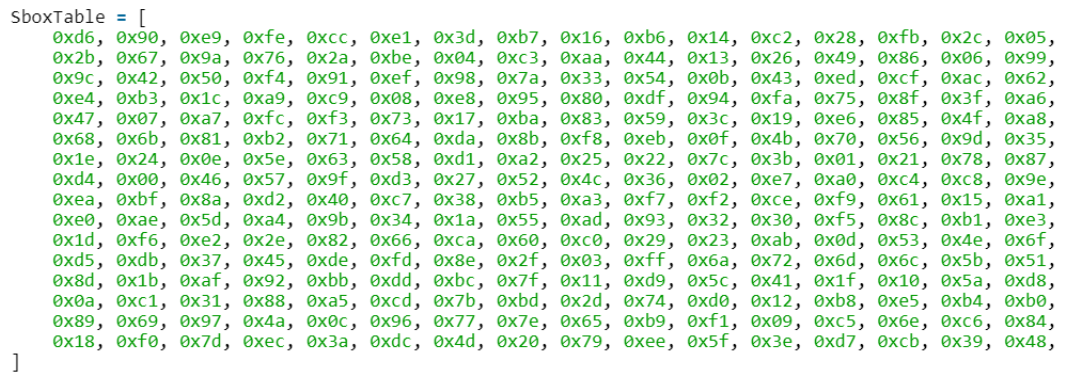 SboxTable = [
0xd6, 0x90, 0xe9, 0xfe, 0xcc, 0xe1, 0x3d, 0xb7, 0x16, 0xb6, 0x14, 0xc2, 0x28, 0xfb, 0x2c, 0x05,
0x2b, 0x67, 0x9a, 0x76, 0x2a, 0xbe, 0x04, 0xc3, 0xaa, 0x44, 0x13, 0x26, 0x49, 0x86, 0x06, 0x99,
0x9c, 0x42, 0x50, 0xf4, 0x91, 0xef, 0x98, 0x7a, 0x33, 0x54, 0x0b, 0x43, 0xed, 0xcf, 0xac, 0x62,
0xe4, 0xb3, 0x1c, 0xa9, 0xc9, 0x08, 0xe8, 0x95, 0x80, 0xdf, 0x94, 0xfa, 0x75, 0x8f, 0x3f, 0xa6,
0x47, 0x07, 0xa7, 0xfc, 0xf3, 0x73, 0x17, 0xba, 0x83, 0x59, 0x3c, 0x19, 0xe6, 0x85, 0x4f, 0xa8,
0x68, 0x6b, 0x81, 0xb2, 0x71, 0x64, 0xda, 0x8b, 0xf8, 0xeb, 0x0f, 0x4b, 0x70, 0x56, 0x9d, 0x35,
0x1e, 0x24, 0x0e, 0x5e, 0x63, 0x58, 0xd1, 0xa2, 0x25, 0x22, 0x7c, 0x3b, 0x01, 0x21, 0x78, 0x87,
0xd4, 0x00, 0x46, 0x57, 0x9f, 0xd3, 0x27, 0x52, 0x4c, 0x36, 0x02, 0xe7, 0xa0, 0xc4, 0xc8, 0x9e,
0xea, 0xbf, 0x8a, 0xd2, 0x40, 0xc7, 0x38, 0xb5, 0xa3, 0xf7, 0xf2, 0xce, 0xf9, 0x61, 0x15, 0xa1,
0xe0, 0xae, 0x5d, 0xa4, 0x9b, 0x34, 0x1a, 0x55, 0xad, 0x93, 0x32, 0x30, 0xf5, 0x8c, 0xb1, 0xe3,
0x1d, 0xf6, 0xe2, 0x2e, 0x82, 0x66, 0xca, 0x60, 0xc0, 0x29, 0x23, 0xab, 0x0d, 0x53, 0x4e, 0x6f,
0xd5, 0xdb, 0x37, 0x45, 0xde, 0xfd, 0x8e, 0x2f, 0x03, 0xff, 0x6a, 0x72, 0x6d, 0x6c, 0x5b, 0x51,
0x8d, 0x1b, 0xaf, 0x92, 0xbb, 0xdd, 0xbc, 0x7f, 0x11, 0xd9, 0x5c, 0x41, 0x1f, 0x10, 0x5a, 0xd8,
0x0a, 0xc1, 0x31, 0x88, 0xa5, 0xcd, 0x7b, 0xbd, 0x2d, 0x74, 0xd0, 0x12, 0xb8, 0xe5, 0xb4, 0xb0,
0x89, 0x69, 0x97, 0x4a, 0x0c, 0x96, 0x77, 0x7e, 0x65, 0xb9, 0xf1, 0x09, 0xc5, 0x6e, 0xc6, 0x84,
0x18, 0xf0, 0x7d, 0xec, 0x3a, 0xdc, 0x4d, 0x20, 0x79, 0xee, 0x5f, 0x3e, 0xd7, 0xcb, 0x39, 0x48,
]